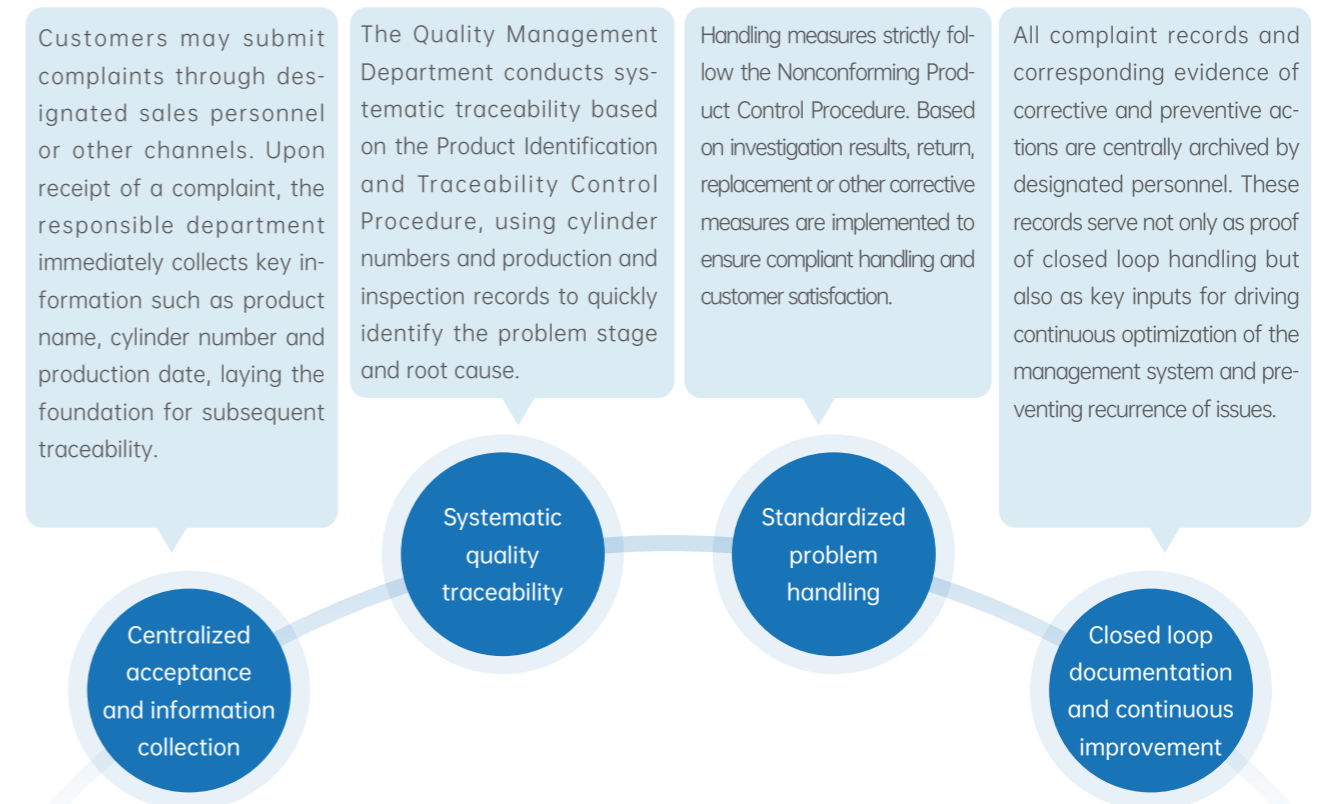 Customers may submit
complaints through des-
ignated sales personnel
or other channels. Upon
receipt of a complaint, the
responsible department
immediately collects key in-
formation such as product
name, cylinder number and
production date, laying the
foundation for subsequent
traceability.
The Quality Management
Department conducts sys-
tematic traceability based
on the Product Identification
and Traceability Control
Procedure, using cylinder
numbers and production and
inspection records to quickly
identify the problem stage
and root cause.
Handling measures strictly fol-
low the Nonconforming Prod-
uct Control Procedure. Based
on investigation results, return,
replacement or other corrective
measures are implemented to
ensure compliant handling and
customer satisfaction.
All complaint records and
corresponding evidence of
corrective and preventive ac-
tions are centrally archived by
designated personnel. These
records serve not only as proof
of closed loop handling but
also as key inputs for driving
continuous optimization of the
management system and pre-
venting recurrence of issues.
Centralized
acceptance
and information
collection
Systematic
quality
traceability
Standardized
problem
handling
Closed loop
documentation
and continuous
improvement